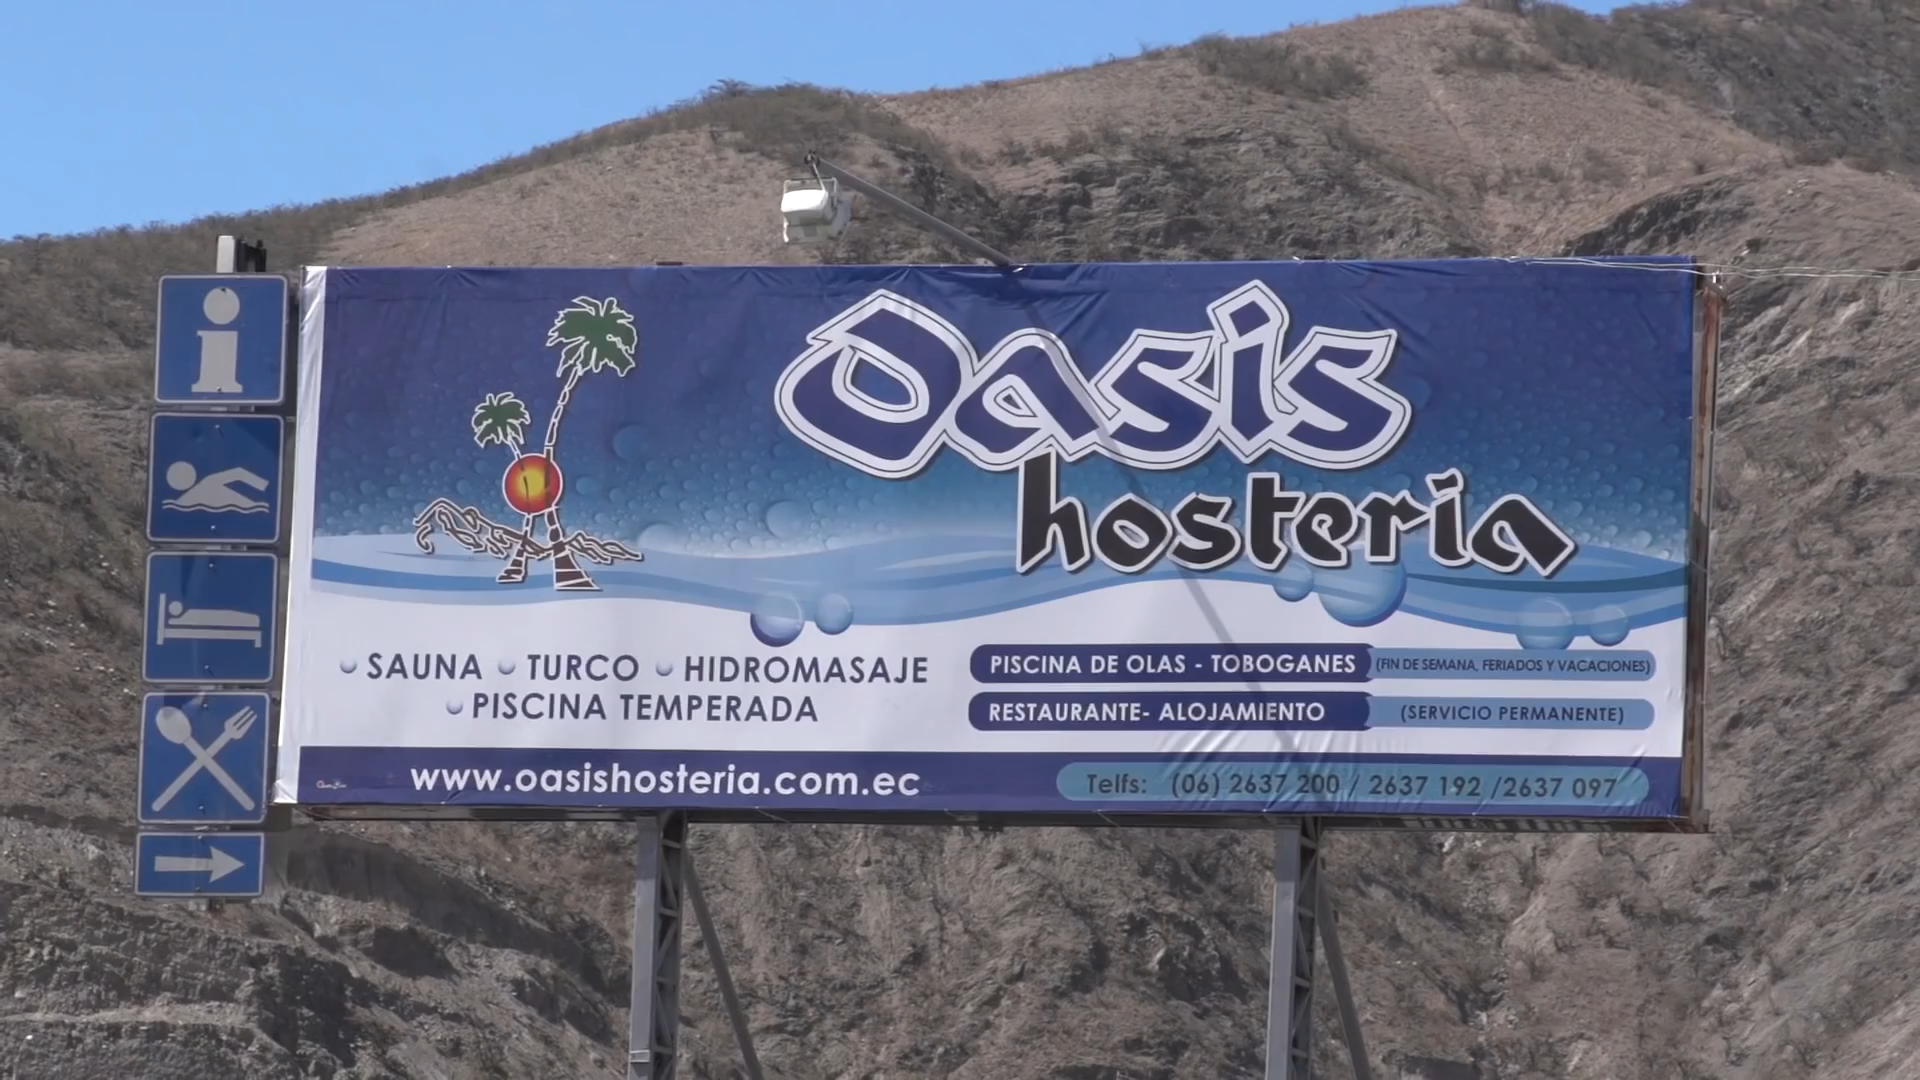 Oasis
hostería
SAUNA TURCO HIDROMASAJE
PISCINA TEMPERADA
PISCINA DE OLAS - TOBOGANES (FIN DE SEMANA, FERIADOS Y VACACIONES)
RESTAURANTE- ALOJAMIENTO (SERVICIO PERMANENTE)
www.oasishosteria.com.ec
Telfs: (06) 2637 200 / 2637 192 /2637 097